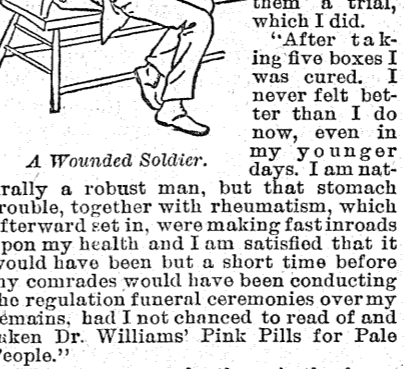 them a trial,
which I did.
"After tak-
ing five boxes I
was cured. I
never felt bet-
ter than I do
now, even in
my younger
days. I am nat-
A Wounded Soldier.
rally a robust man, but that stomach
rouble, together with rheumatism, which
fterward set in, were making fast inroads
pon my health and I am satisfied that it
ould have been but a short time before
y comrades would have been conducting
he regulation funeral ceremonies over my
emains, had I not chanced to read of and
aken Dr. Williams' Pink Pills for Pale
eople."